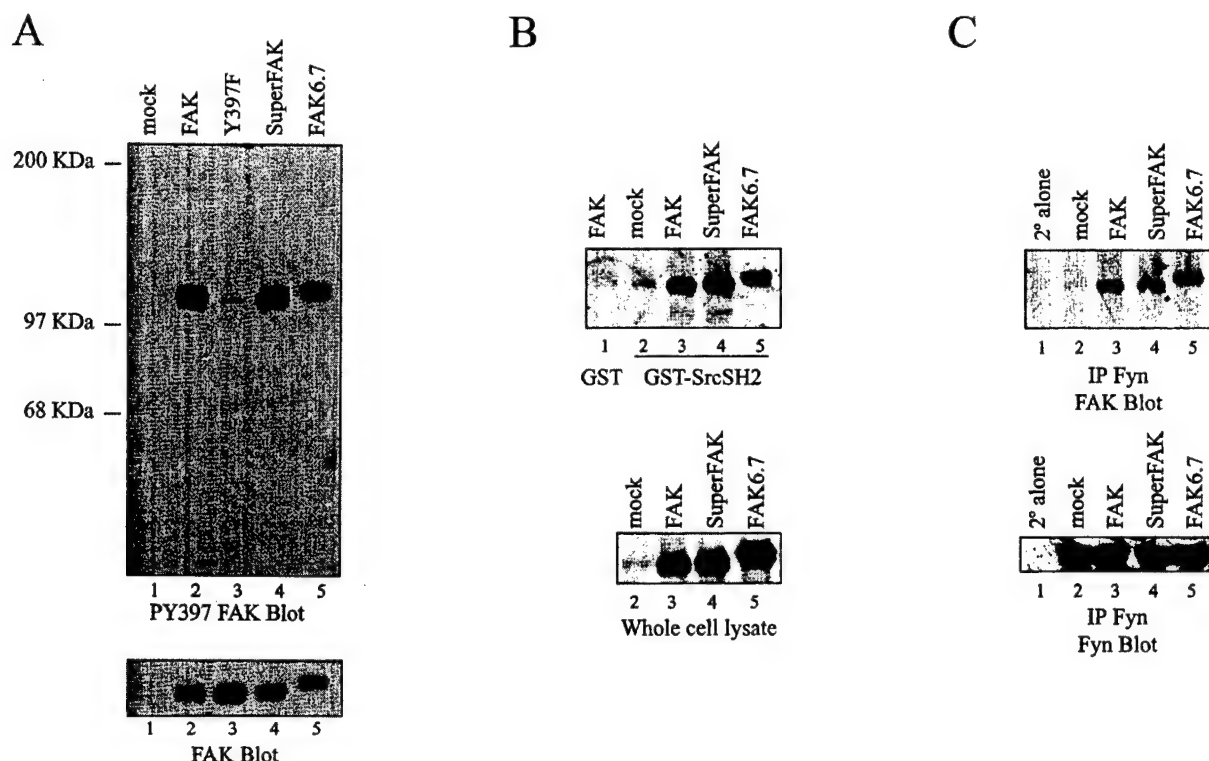 A
mock FAK Y397F SuperFAK FAK6.7
200 KDa
97 KDa
68 KDa
1 2 3 4 5
PY397 FAK Blot
1 2 3 4 5
FAK Blot
B
FAK mock FAK SuperFAK FAK6.7
1 2 3 4 5
GST GST-SrcSH2
mock FAK SuperFAK FAK6.7
2 3 4 5
Whole cell lysate
C
2° alone mock FAK SuperFAK FAK6.7
1 2 3 4 5
IP Fyn
FAK Blot
2° alone mock FAK SuperFAK FAK6.7
1 2 3 4 5
IP Fyn
Fyn Blot